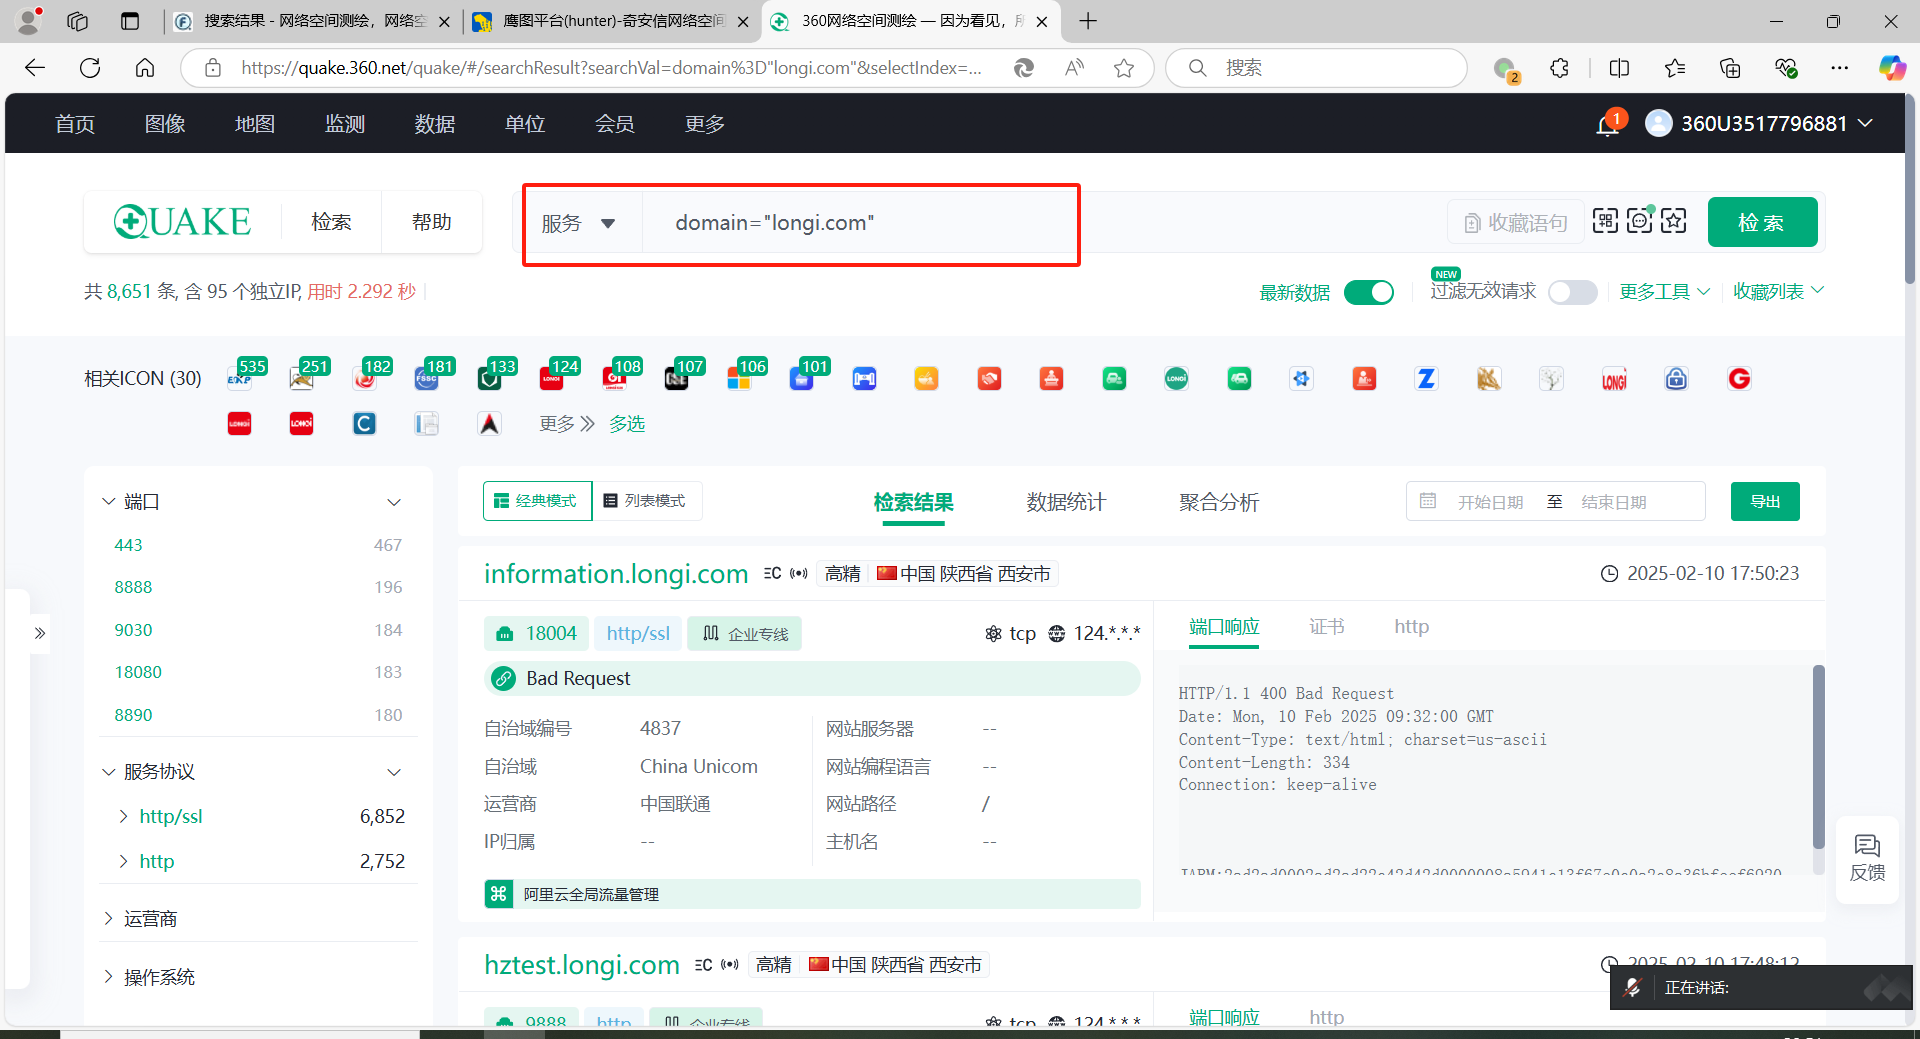 搜索结果 - 网络空间测绘，网络空
鹰图平台(hunter)-奇安信网络空间
360网络空间测绘 — 因为看见，所
https://quake.360.net/quake/#/searchResult?searchVal=domain%3D"longi.com"&selectIndex=...
搜索
2
首页 图像 地图 监测 数据 单位 会员 更多
1
360U3517796881
QUAKE 检索 帮助
服务 domain="longi.com"
收藏语句
检 索
共 8,651 条, 含 95 个独立IP, 用时 2.292 秒
最新数据
NEW
过滤无效请求
更多工具
收藏列表
相关ICON (30)
535 251 182 181 133 124 108 107 106 101
更多 多选
端口
443 467
8888 196
9030 184
18080 183
8890 180
服务协议
http/ssl 6,852
http 2,752
运营商
操作系统
经典模式 列表模式
检索结果 数据统计 聚合分析
开始日期 至 结束日期
导出
information.longi.com 高精 中国 陕西省 西安市
2025-02-10 17:50:23
18004 http/ssl 企业专线
tcp 124.*.*.*
Bad Request
自治域编号 4837
网站服务器 --
自治域 China Unicom
网站编程语言 --
运营商 中国联通
网站路径 /
IP归属 --
主机名 --
阿里云全局流量管理
端口响应 证书 http
HTTP/1.1 400 Bad Request
Date: Mon, 10 Feb 2025 09:32:00 GMT
Content-Type: text/html; charset=us-ascii
Content-Length: 334
Connection: keep-alive
反馈
hztest.longi.com 高精 中国 陕西省 西安市
2025-02-10 17:48:12
9888 http 企业专线
tcp 124.*.*.*
端口响应 http
正在讲话: